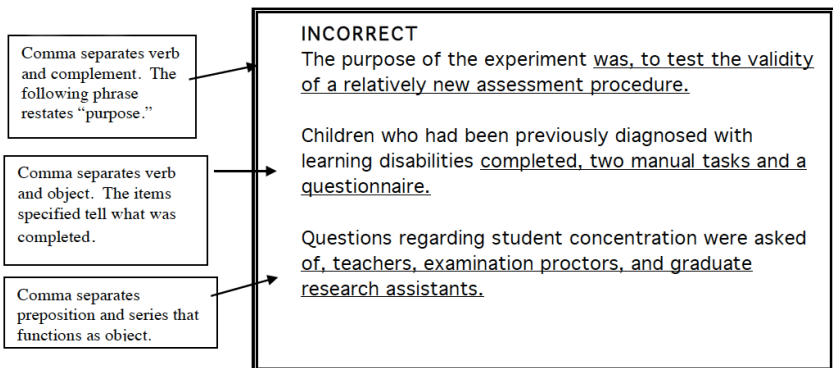 Comma separates verb
and complement.  The
following phrase
restates “purpose.”
Comma separates verb
and object.  The items
specified tell what was
completed.
Comma separates
preposition and series that
functions as object.
INCORRECT
The purpose of the experiment was, to test the validity
of a relatively new assessment procedure.
Children who had been previously diagnosed with
learning disabilities completed, two manual tasks and a
questionnaire.
Questions regarding student concentration were asked
of, teachers, examination proctors, and graduate
research assistants.